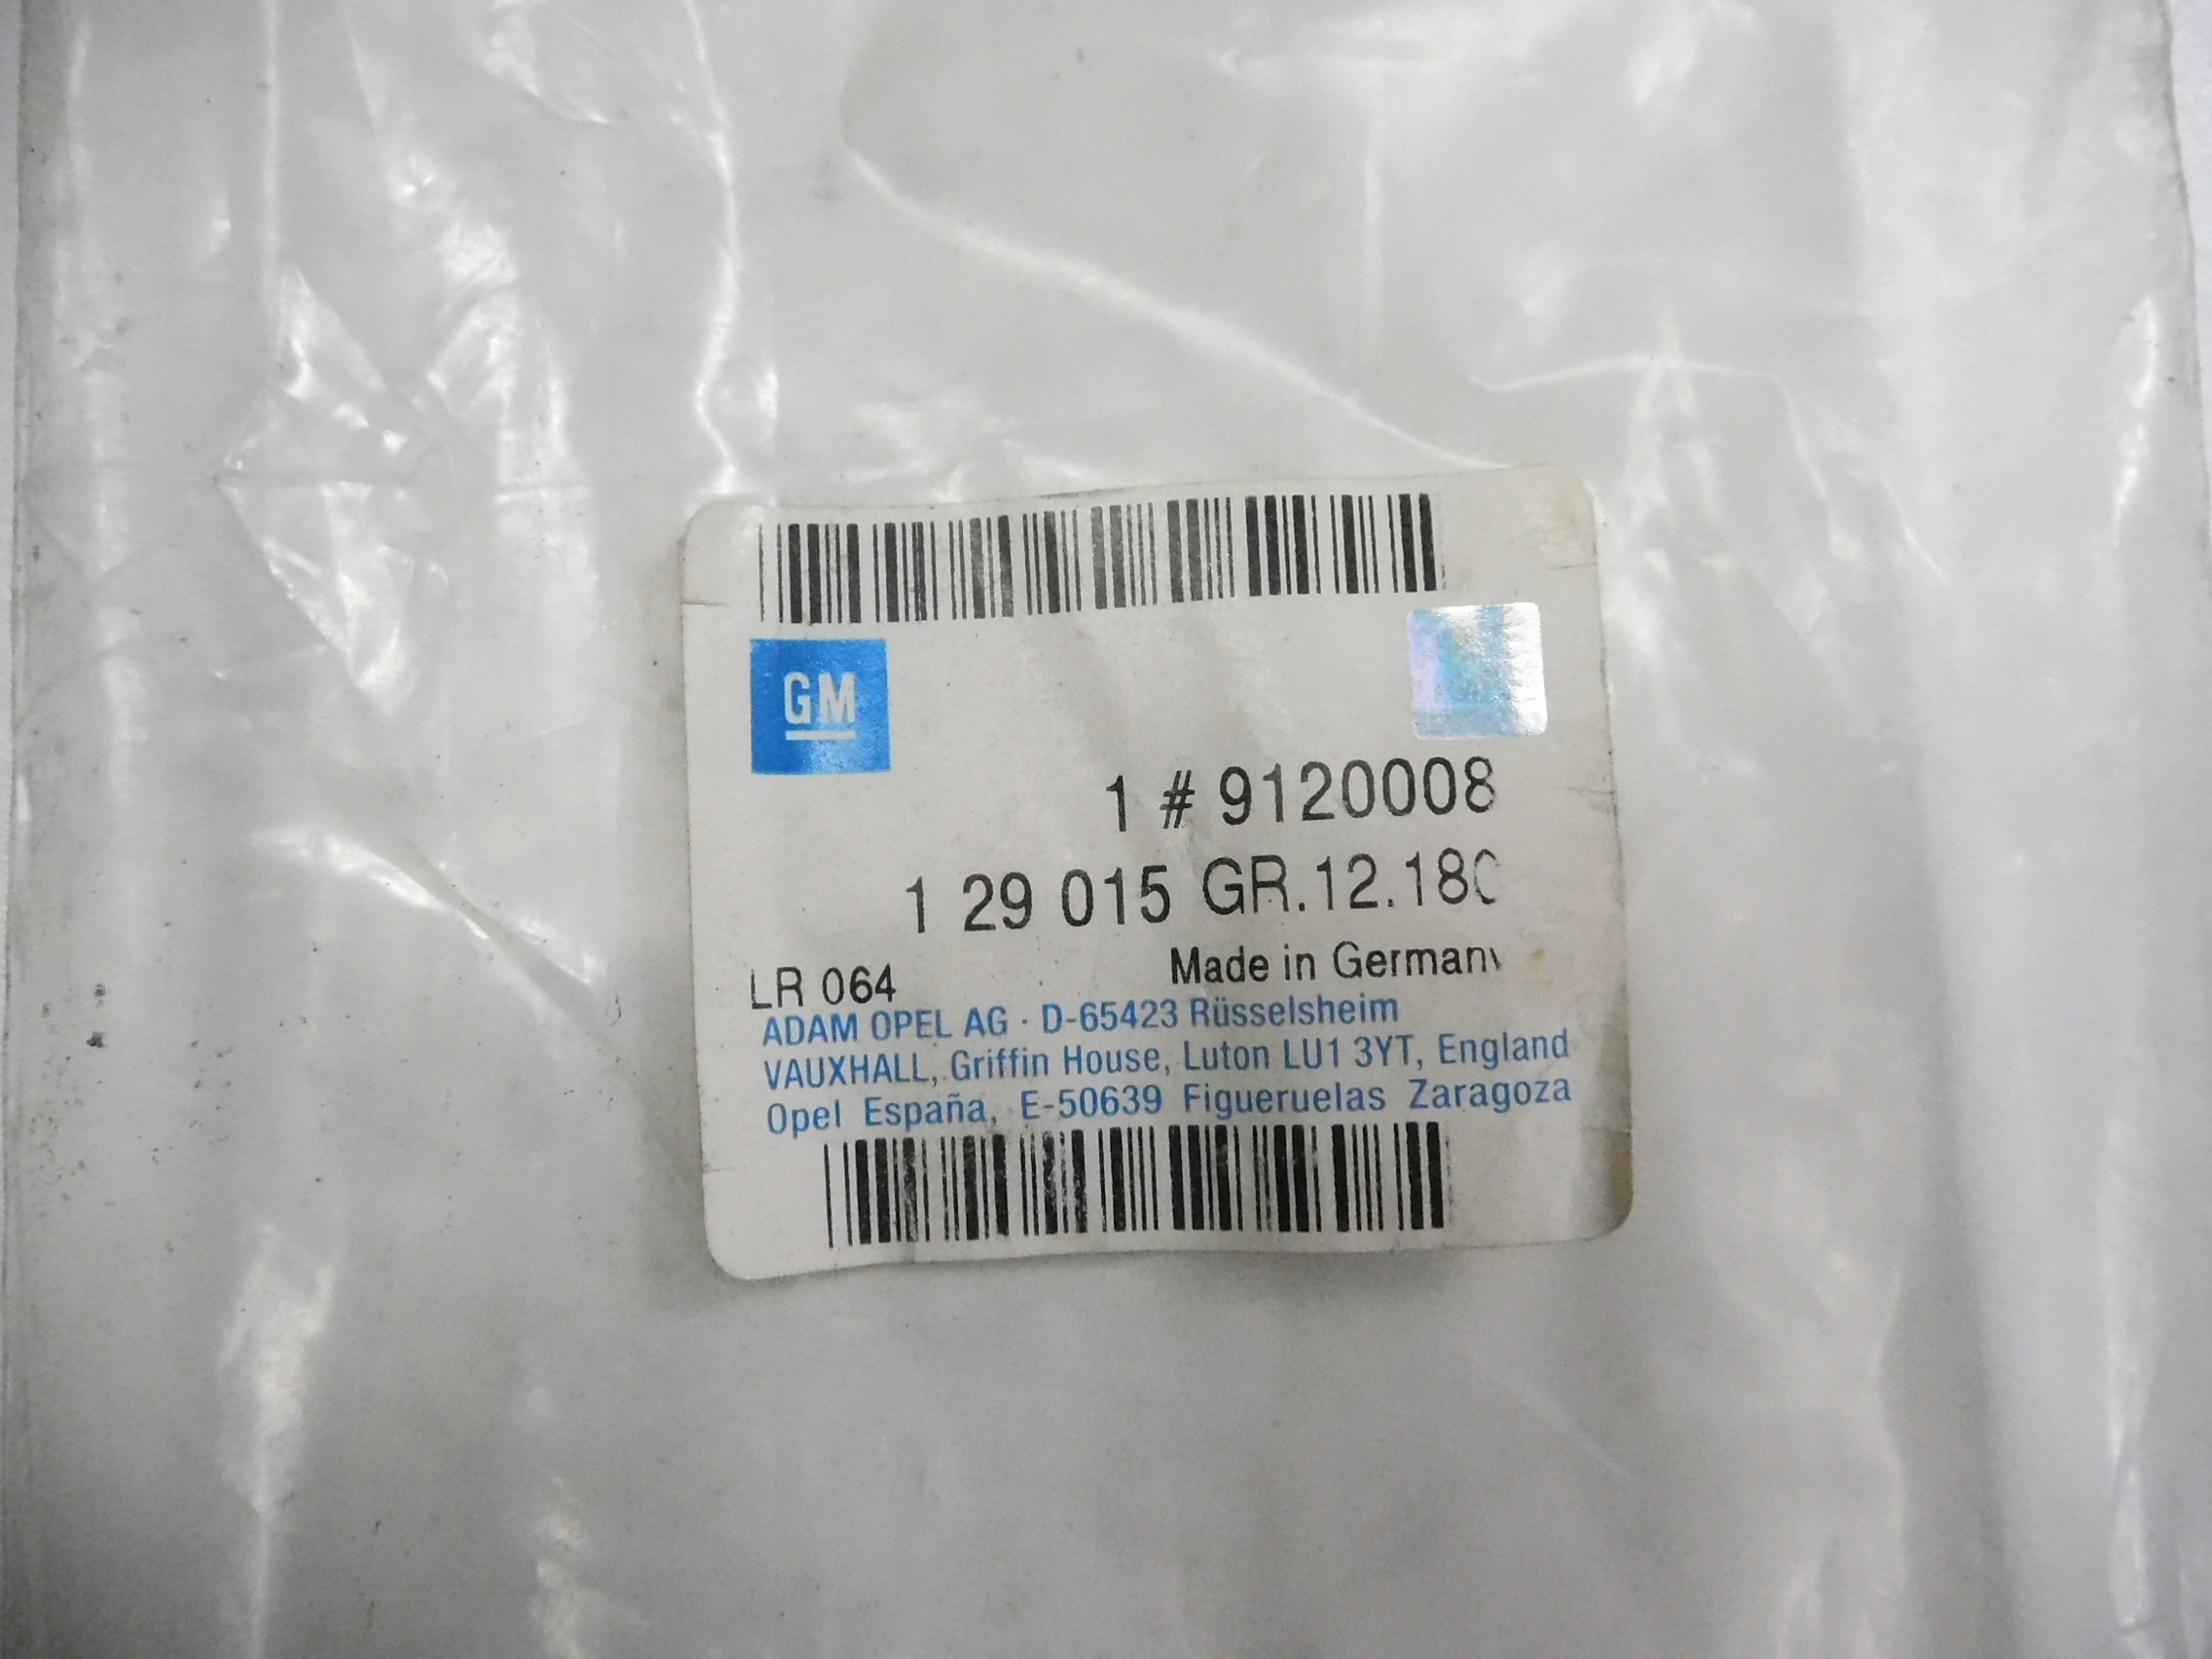 GM
1 # 9120008
1 29 015 GR.12.180
LR 064 Made in Germany
ADAM OPEL AG · D-65423 Rüsselsheim
VAUXHALL, Griffin House, Luton LU1 3YT, England
Opel España, E-50639 Figueruelas Zaragoza